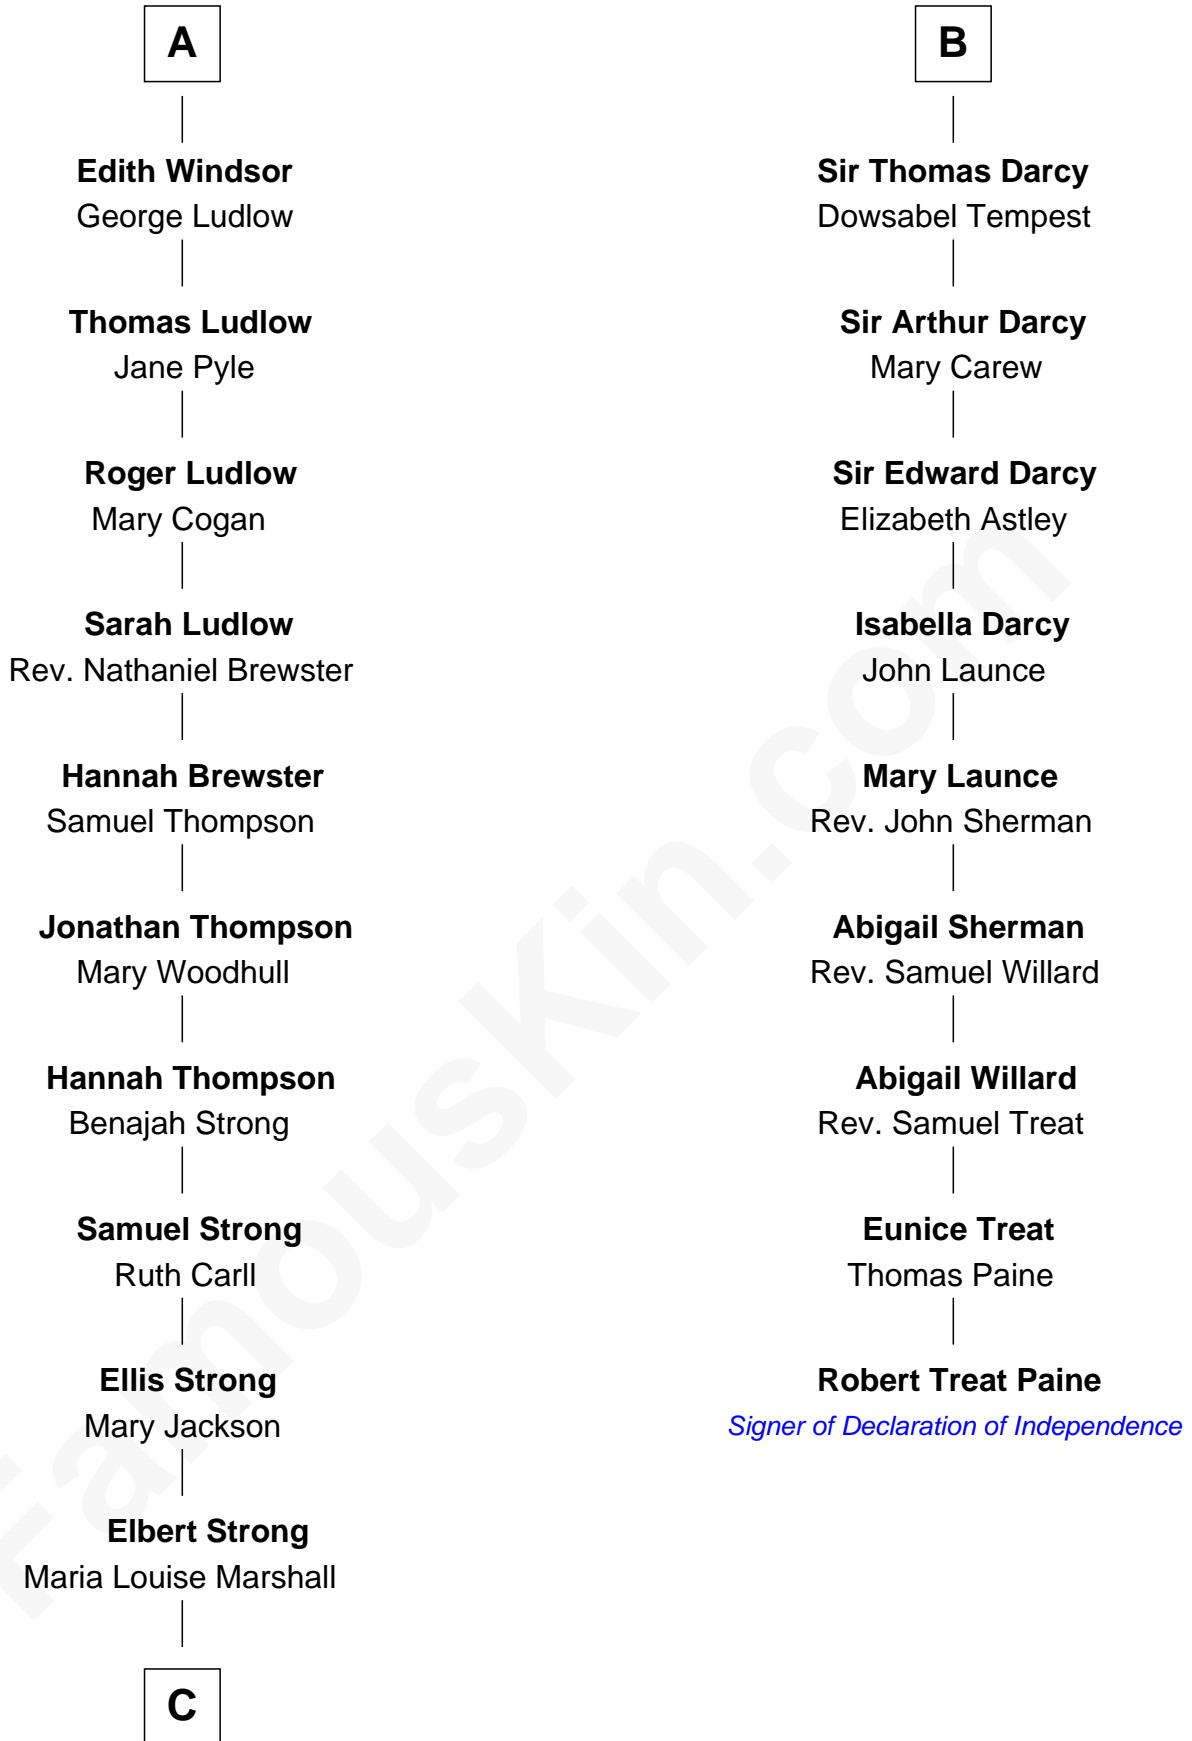 A
Edith Windsor
George Ludlow
Thomas Ludlow
Jane Pyle
Roger Ludlow
Mary Cogan
Sarah Ludlow
Rev. Nathaniel Brewster
Hannah Brewster
Samuel Thompson
Jonathan Thompson
Mary Woodhull
Hannah Thompson
Benajah Strong
Samuel Strong
Ruth Carll
Ellis Strong
Mary Jackson
Elbert Strong
Maria Louise Marshall
C
B
Sir Thomas Darcy
Dowsabel Tempest
Sir Arthur Darcy
Mary Carew
Sir Edward Darcy
Elizabeth Astley
Isabella Darcy
John Launce
Mary Launce
Rev. John Sherman
Abigail Sherman
Rev. Samuel Willard
Abigail Willard
Rev. Samuel Treat
Eunice Treat
Thomas Paine
Robert Treat Paine
Signer of Declaration of Independence
FamousKin.com